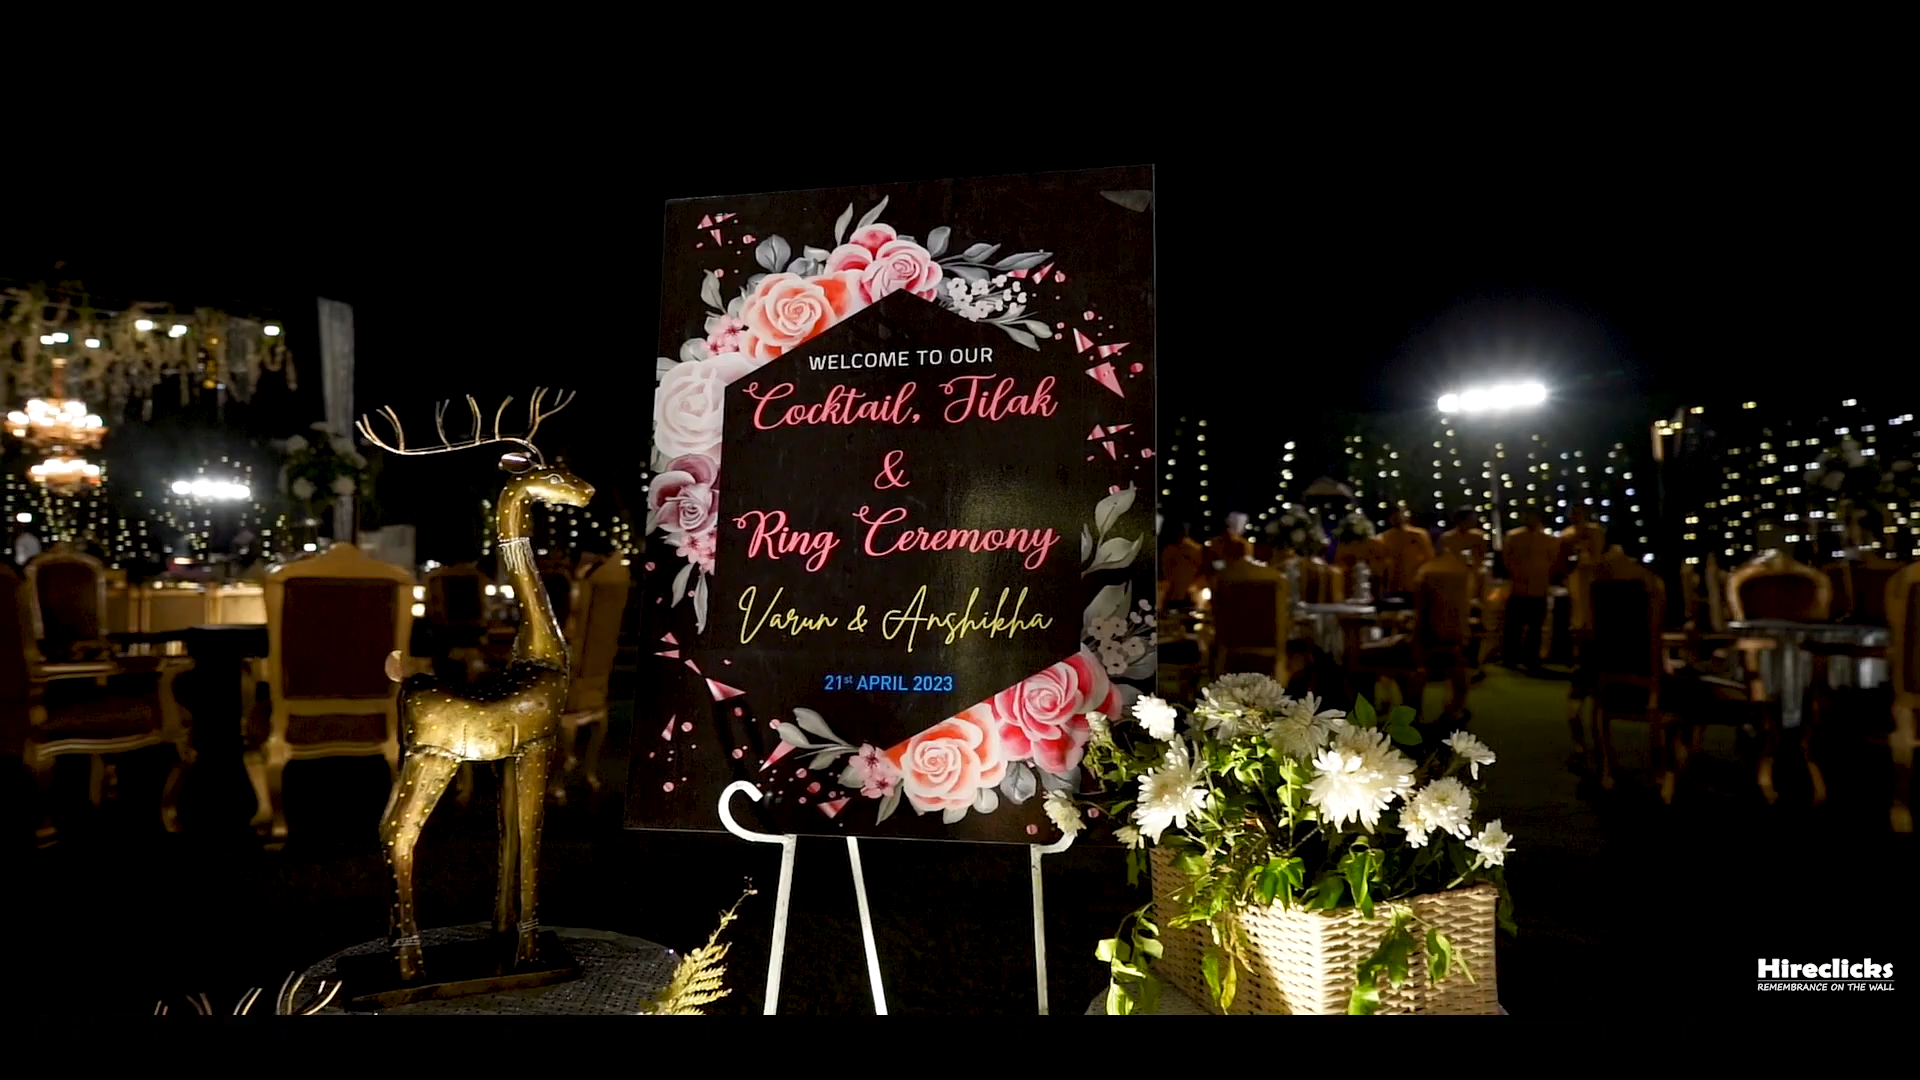 WELCOME TO OUR
Cocktail, Tilak
&
Ring Ceremony
Varun & Anshikha
21st APRIL 2023
Hireclicks
REMEMBRANCE ON THE WALL